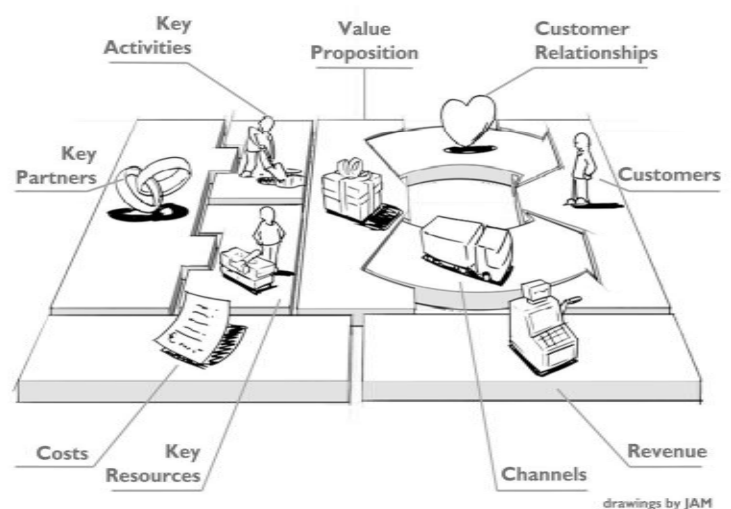 Key
Activities
Value
Proposition
Customer
Relationships
Key
Partners
Customers
Costs
Key
Resources
Channels
Revenue
drawings by JAM